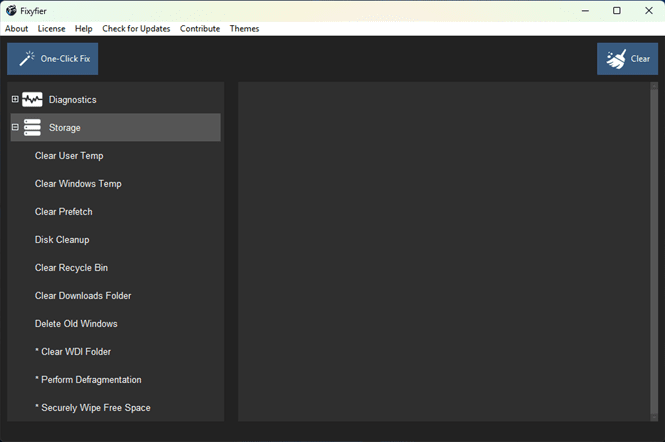 Fixyfier
About License Help Check for Updates Contribute Themes
One-Click Fix
Clear
Diagnostics
Storage
Clear User Temp
Clear Windows Temp
Clear Prefetch
Disk Cleanup
Clear Recycle Bin
Clear Downloads Folder
Delete Old Windows
* Clear WDI Folder
* Perform Defragmentation
* Securely Wipe Free Space